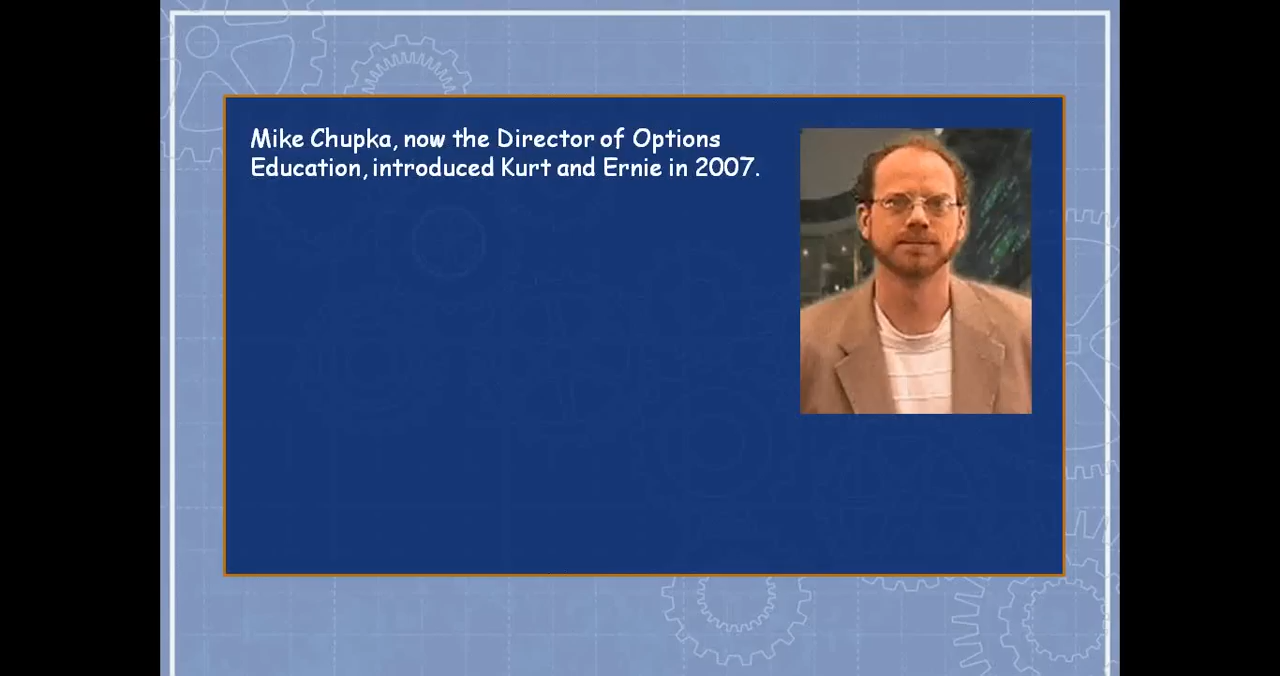 Mike Chupka, now the Director of Options
Education, introduced Kurt and Ernie in 2007.